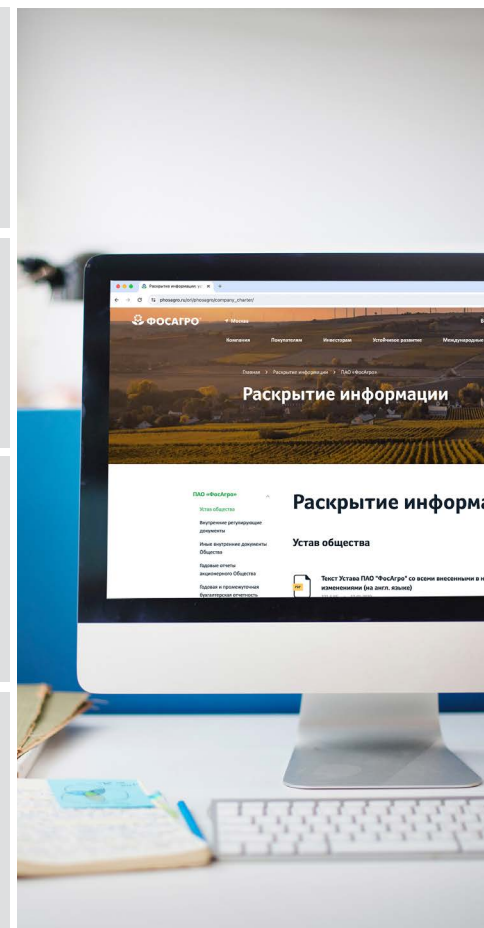 Раскрытие информации
phosagro.ru/ori/phosagro/company_charter/
ФОСАГРО
Москва
Компания Покупателям Инвесторам Устойчивое развитие Международные
Главная > Раскрытие информации > ПАО «ФосАгро»
Раскрытие информации
ПАО «ФосАгро»
Устав общества
Внутренние регулирующие
документы
Иные внутренние документы
Общества
Годовые отчеты
акционерного Общества
Годовая и промежуточная
бухгалтерская отчетность
Раскрытие информа
Устав общества
PDF
Текст Устава ПАО "ФосАгро" со всеми внесенными в н
изменениями (на англ. языке)